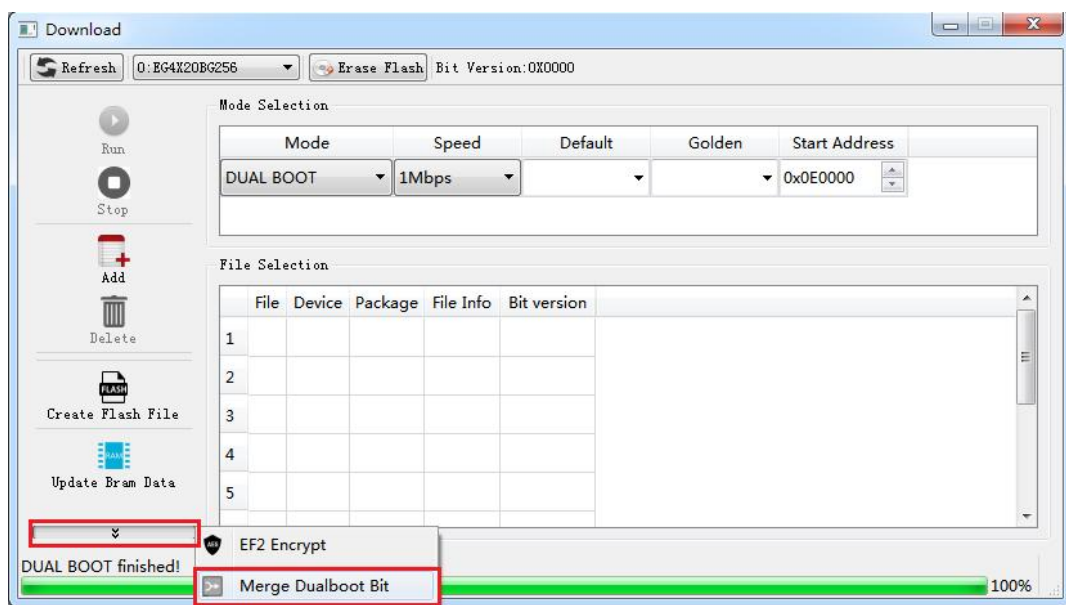 Download
Refresh 0:EG4X20BG256 Erase Flash Bit Version:0X0000
Mode Selection
Mode Speed Default Golden Start Address
DUAL BOOT 1Mbps 0x0E0000
Run
Stop
Add
Delete
Create Flash File
Update Bram Data
File Selection
File Device Package File Info Bit version
1
2
3
4
5
EF2 Encrypt
Merge Dualboot Bit
DUAL BOOT finished!
100%